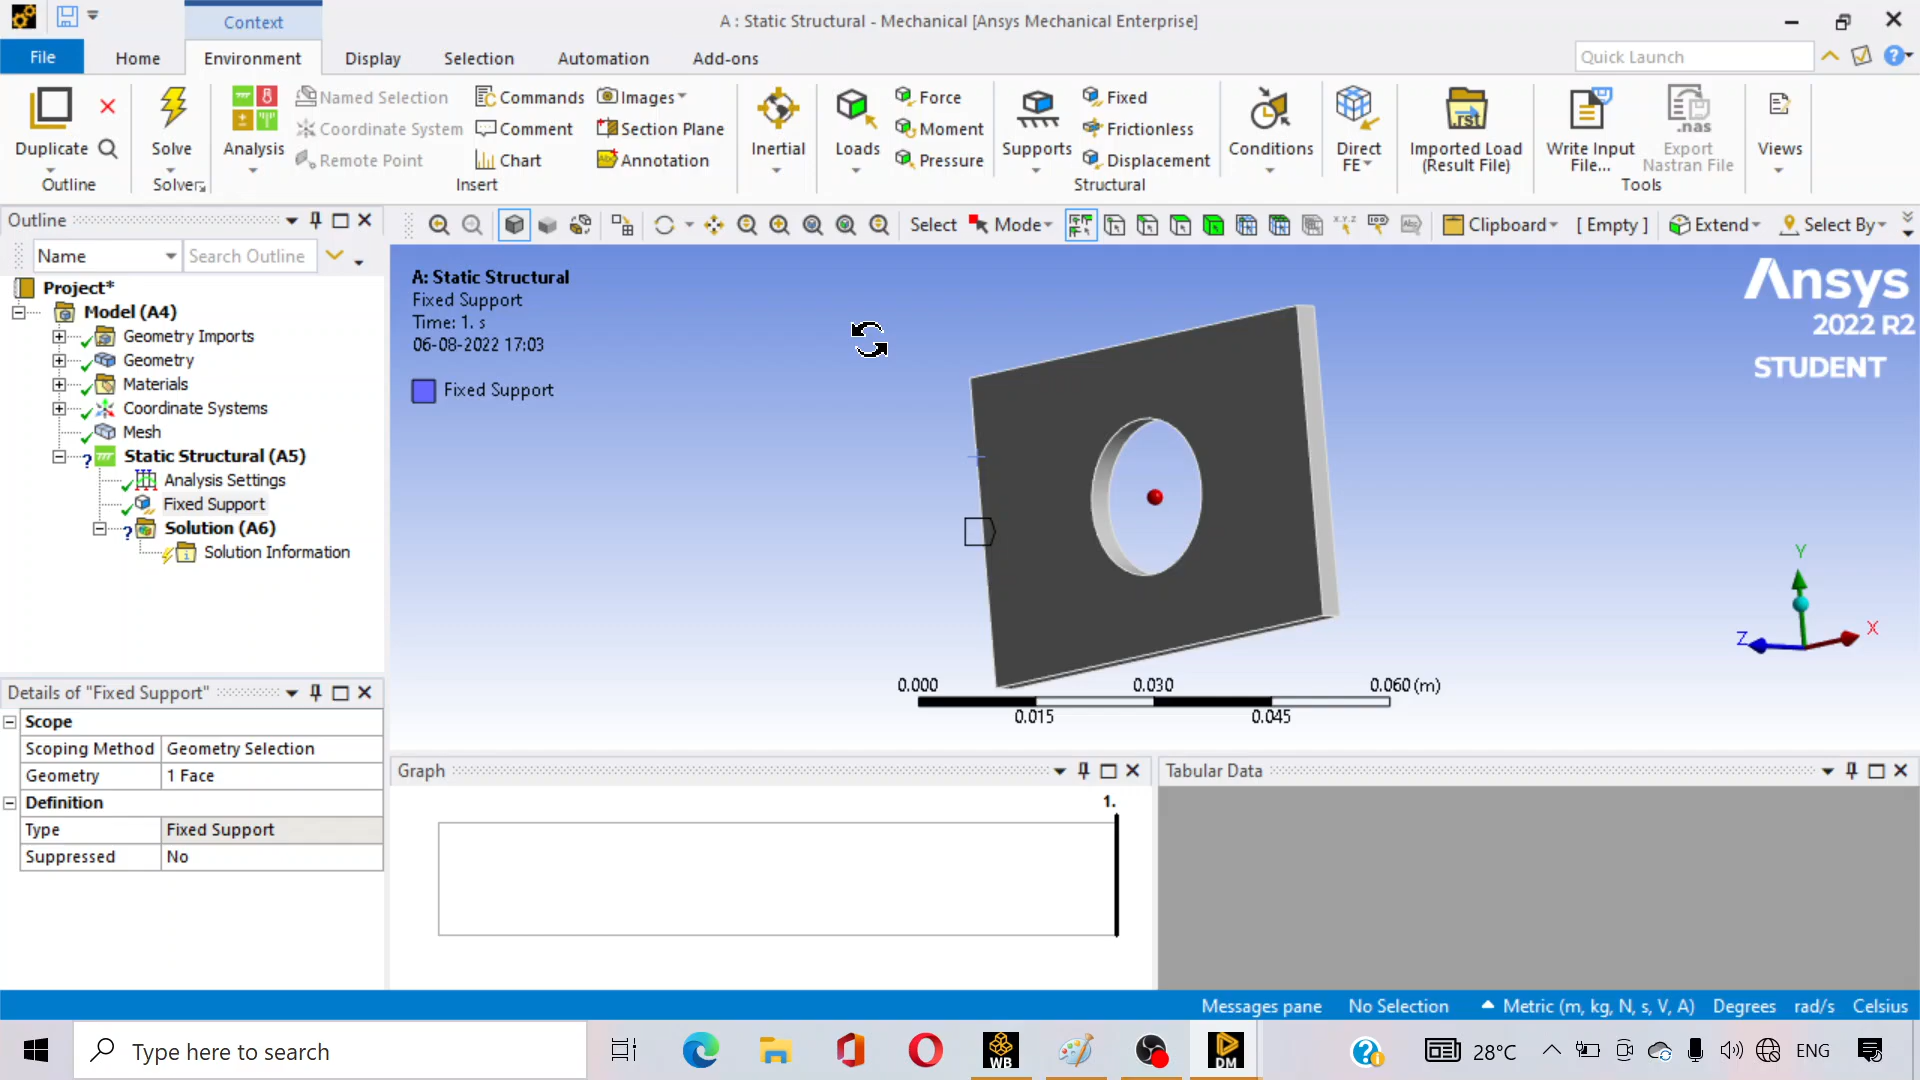 Context
A : Static Structural - Mechanical [Ansys Mechanical Enterprise]
File
Home
Environment
Display
Selection
Automation
Add-ons
Quick Launch
Duplicate
Outline
Solve
Solver
Analysis
Named Selection
Coordinate System
Remote Point
Commands
Comment
Chart
Images
Section Plane
Annotation
Insert
Inertial
Loads
Force
Moment
Pressure
Supports
Fixed
Frictionless
Displacement
Structural
Conditions
Direct
FE
.rst
Imported Load
(Result File)
Write Input
File...
.nas
Export
Nastran File
Tools
Views
Outline
Name
Search Outline
Select
Mode
Clipboard
[ Empty ]
Extend
Select By
Project*
Model (A4)
Geometry Imports
Geometry
Materials
Coordinate Systems
Mesh
Static Structural (A5)
Analysis Settings
Fixed Support
Solution (A6)
Solution Information
A: Static Structural
Fixed Support
Time: 1. s
06-08-2022 17:03
Fixed Support
Ansys
2022 R2
STUDENT
Y
Z
X
0.000
0.030
0.060 (m)
0.015
0.045
Details of "Fixed Support"
Scope
Scoping Method Geometry Selection
Geometry 1 Face
Definition
Type Fixed Support
Suppressed No
Graph
1.
Tabular Data
Messages pane
No Selection
Metric (m, kg, N, s, V, A)
Degrees
rad/s
Celsius
Type here to search
WB
DM
28°C
ENG